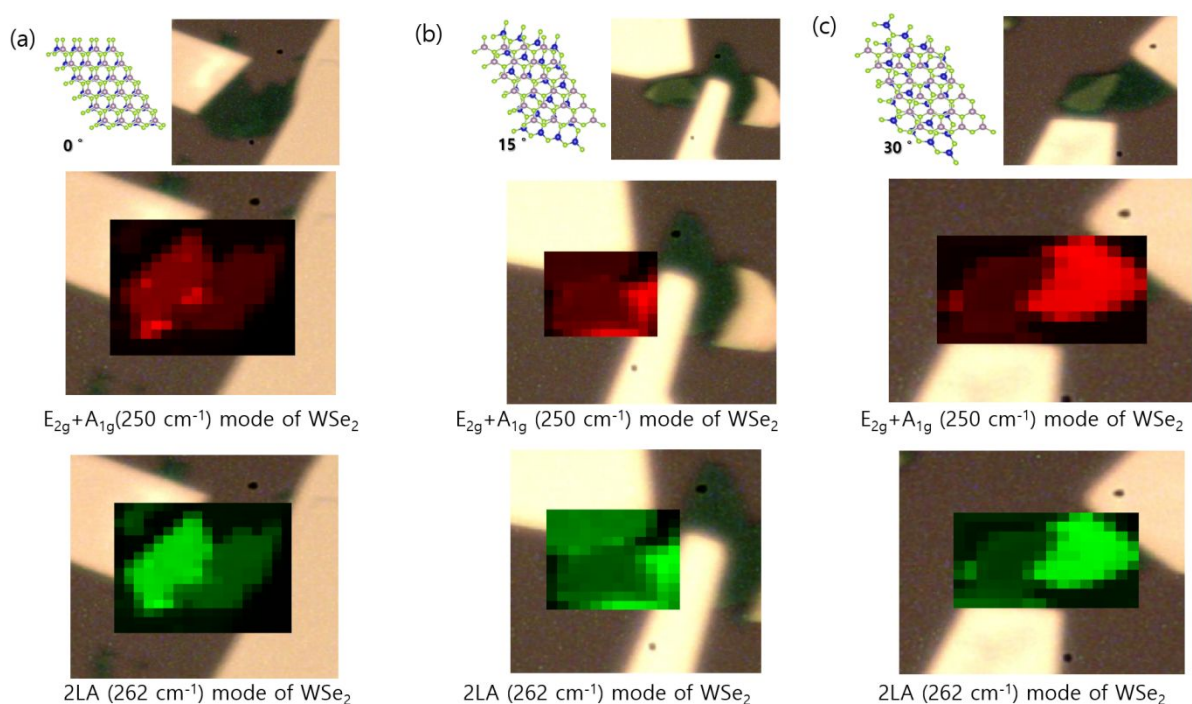 (a)
0 °
(b)
15 °
(c)
30 °
E₂g+A₁g(250 cm⁻¹) mode of WSe₂
E₂g+A₁g (250 cm⁻¹) mode of WSe₂
E₂g+A₁g (250 cm⁻¹) mode of WSe₂
2LA (262 cm⁻¹) mode of WSe₂
2LA (262 cm⁻¹) mode of WSe₂
2LA (262 cm⁻¹) mode of WSe₂